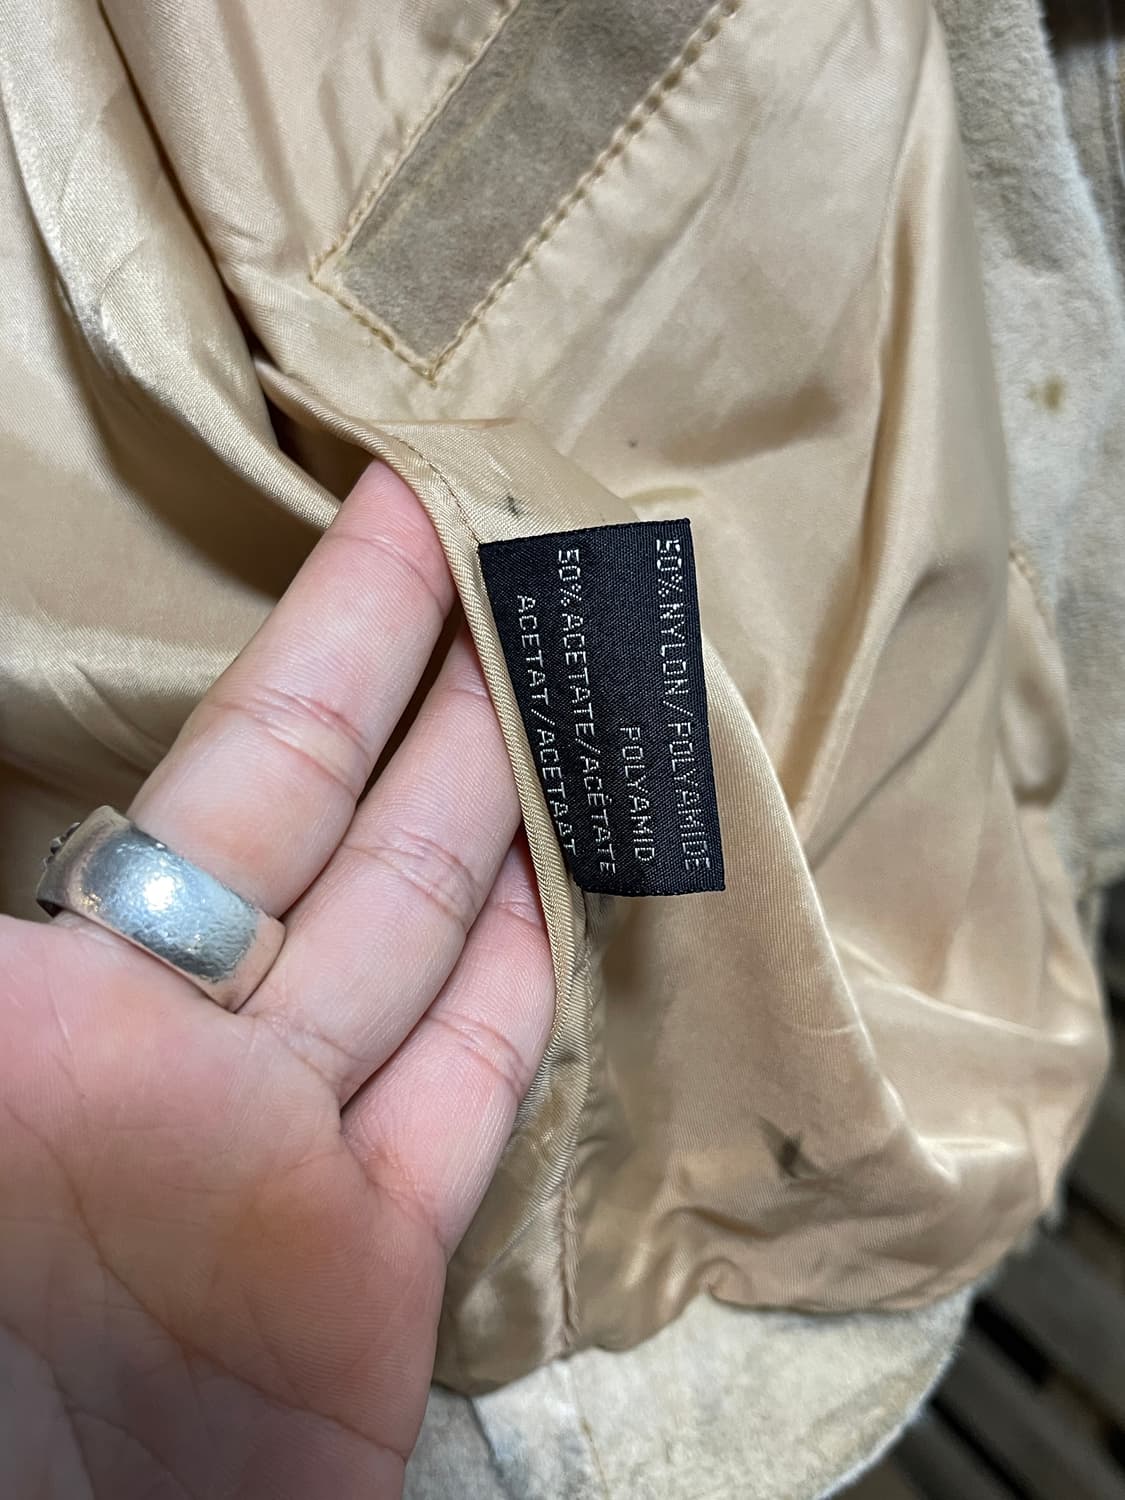 50% NYLON/POLYAMIDE
POLYAMID
50% ACETATE/ACÉTATE
ACETAT/ACETAAT